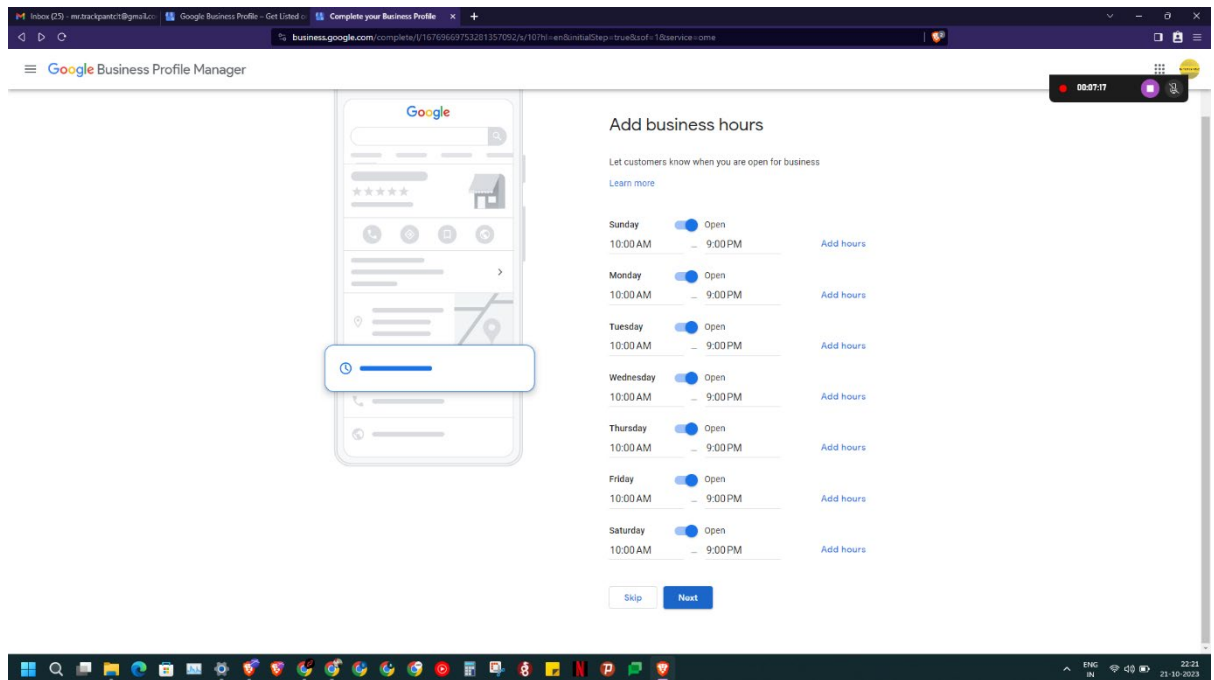 Inbox (25) - mr.trackpantctt@gmail.co
Google Business Profile – Get Listed o
Complete your Business Profile
business.google.com/complete/l/16769669753281357092/s/10?hl=en&initialStep=true&sof=1&service=ome
Google Business Profile Manager
00:07:17
Google
Add business hours
Let customers know when you are open for business
Learn more
Sunday Open
10:00 AM – 9:00 PM Add hours
Monday Open
10:00 AM – 9:00 PM Add hours
Tuesday Open
10:00 AM – 9:00 PM Add hours
Wednesday Open
10:00 AM – 9:00 PM Add hours
Thursday Open
10:00 AM – 9:00 PM Add hours
Friday Open
10:00 AM – 9:00 PM Add hours
Saturday Open
10:00 AM – 9:00 PM Add hours
Skip Next
ENG 22:21
IN 21-10-2023